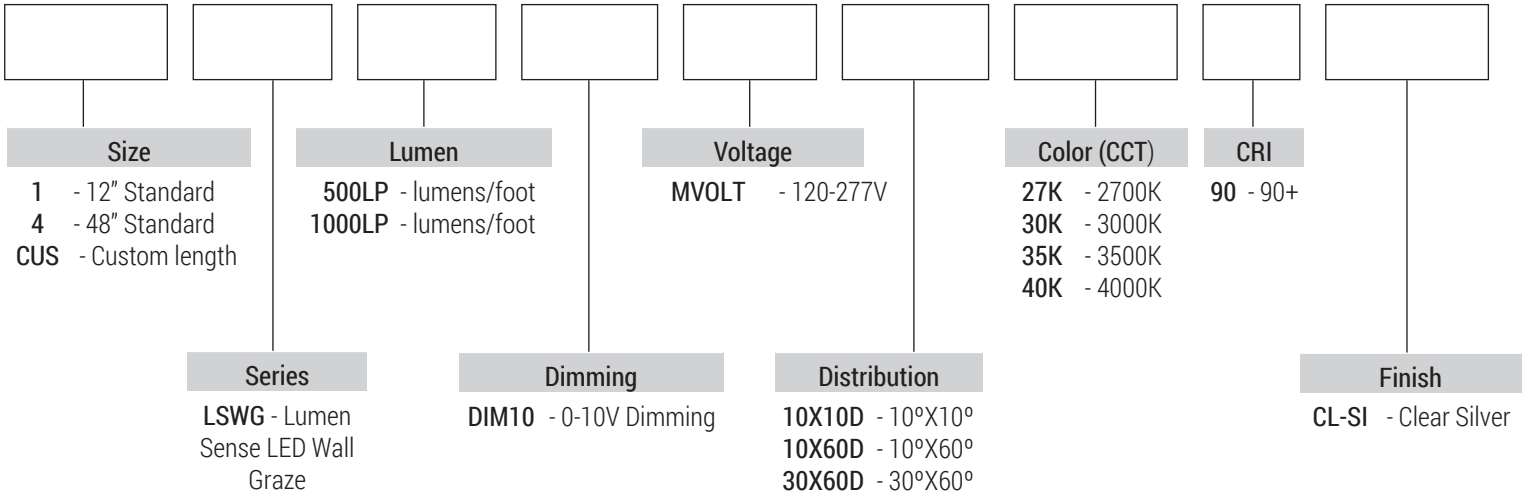 Size
1 - 12" Standard
4 - 48" Standard
CUS - Custom length
Lumen
500LP - lumens/foot
1000LP - lumens/foot
Voltage
MVOLT - 120-277V
Color (CCT)
27K - 2700K
30K - 3000K
35K - 3500K
40K - 4000K
CRI
90 - 90+
Series
LSWG - Lumen
Sense LED Wall
Graze
Dimming
DIM10 - 0-10V Dimming
Distribution
10X10D - 10ºX10º
10X60D - 10ºX60º
30X60D - 30ºX60º
Finish
CL-SI - Clear Silver